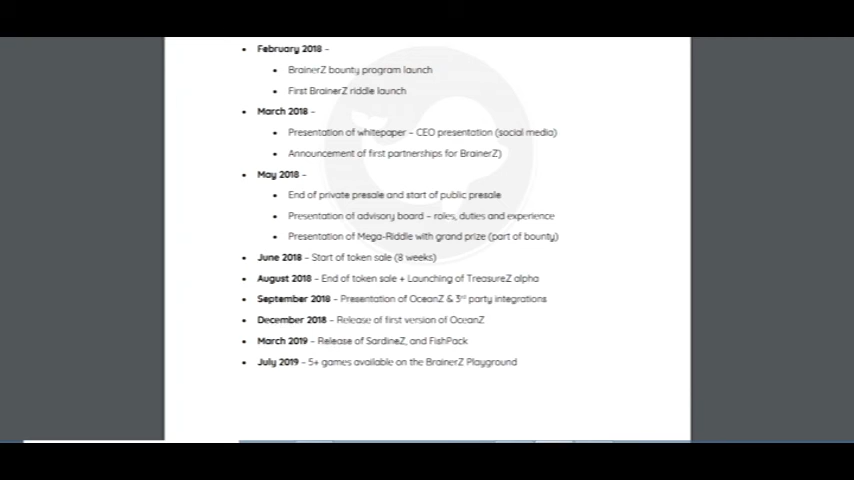 • February 2018 –
• BrainerZ bounty program launch
• First BrainerZ riddle launch
• March 2018 –
• Presentation of whitepaper – CEO presentation (social media)
• Announcement of first partnerships for BrainerZ)
• May 2018 –
• End of private presale and start of public presale
• Presentation of advisory board – roles, duties and experience
• Presentation of Mega-Riddle with grand prize (part of bounty)
• June 2018 – Start of token sale (8 weeks)
• August 2018 – End of token sale + Launching of TreasureZ alpha
• September 2018 – Presentation of OceanZ & 3rd party integrations
• December 2018 – Release of first version of OceanZ
• March 2019 – Release of SardineZ, and FishPack
• July 2019 – 5+ games available on the BrainerZ Playground